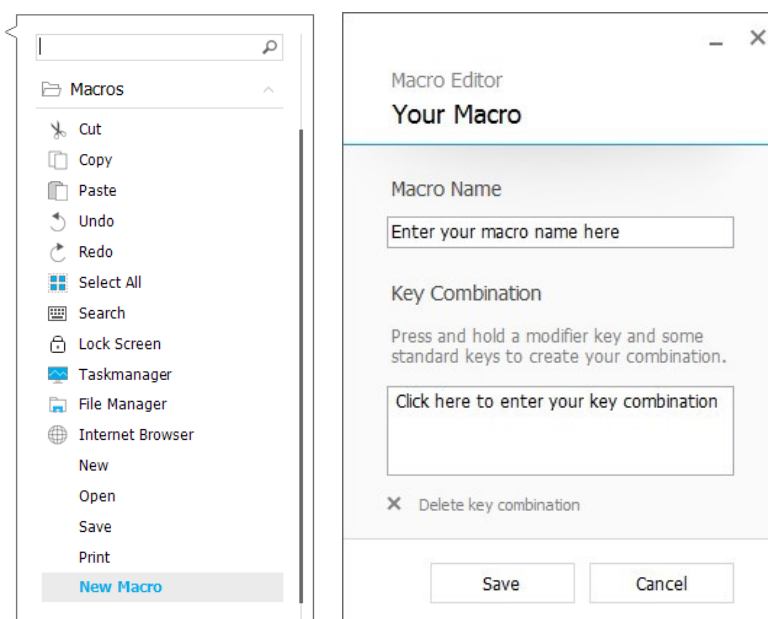 Macros
Cut
Copy
Paste
Undo
Redo
Select All
Search
Lock Screen
Taskmanager
File Manager
Internet Browser
New
Open
Save
Print
New Macro
Macro Editor
Your Macro
Macro Name
Enter your macro name here
Key Combination
Press and hold a modifier key and some
standard keys to create your combination.
Click here to enter your key combination
Delete key combination
Save
Cancel